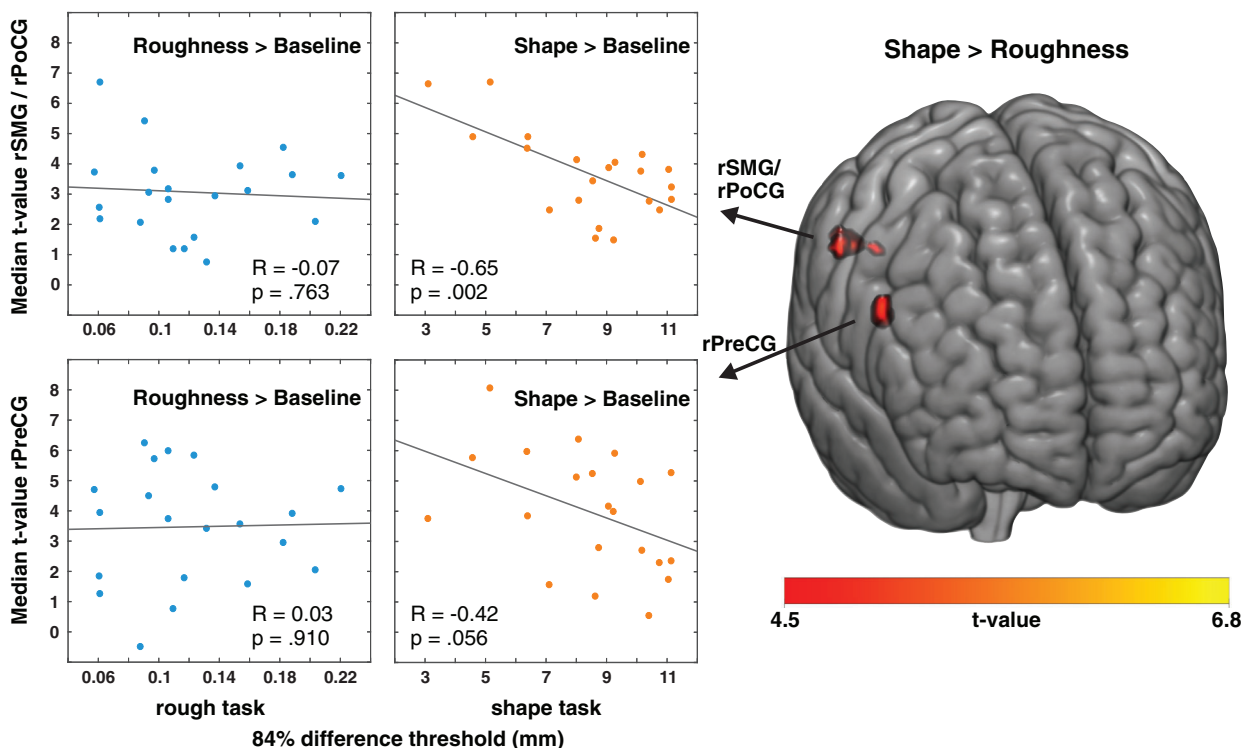 Median t-value rSMG / rPoCG
8
7
6
5
4
3
2
1
0
Roughness > Baseline
R = -0.07
p = .763
0.06 0.1 0.14 0.18 0.22
Shape > Baseline
R = -0.65
p = .002
3 5 7 9 11
Median t-value rPreCG
8
7
6
5
4
3
2
1
0
Roughness > Baseline
R = 0.03
p = .910
0.06 0.1 0.14 0.18 0.22
rough task
Shape > Baseline
R = -0.42
p = .056
3 5 7 9 11
shape task
84% difference threshold (mm)
Shape > Roughness
rSMG/
rPoCG
rPreCG
4.5 t-value 6.8